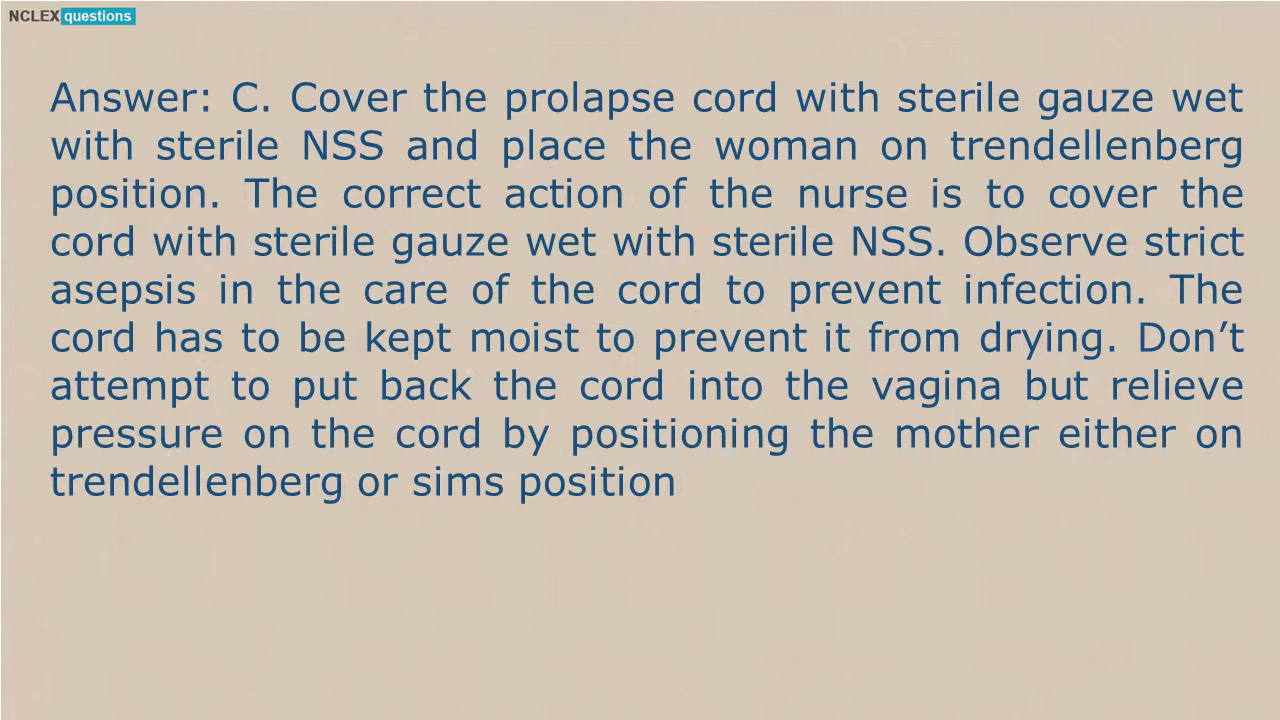 NCLEX questions
Answer: C. Cover the prolapse cord with sterile gauze wet
with sterile NSS and place the woman on trendellenberg
position. The correct action of the nurse is to cover the
cord with sterile gauze wet with sterile NSS. Observe strict
asepsis in the care of the cord to prevent infection. The
cord has to be kept moist to prevent it from drying. Don’t
attempt to put back the cord into the vagina but relieve
pressure on the cord by positioning the mother either on
trendellenberg or sims position